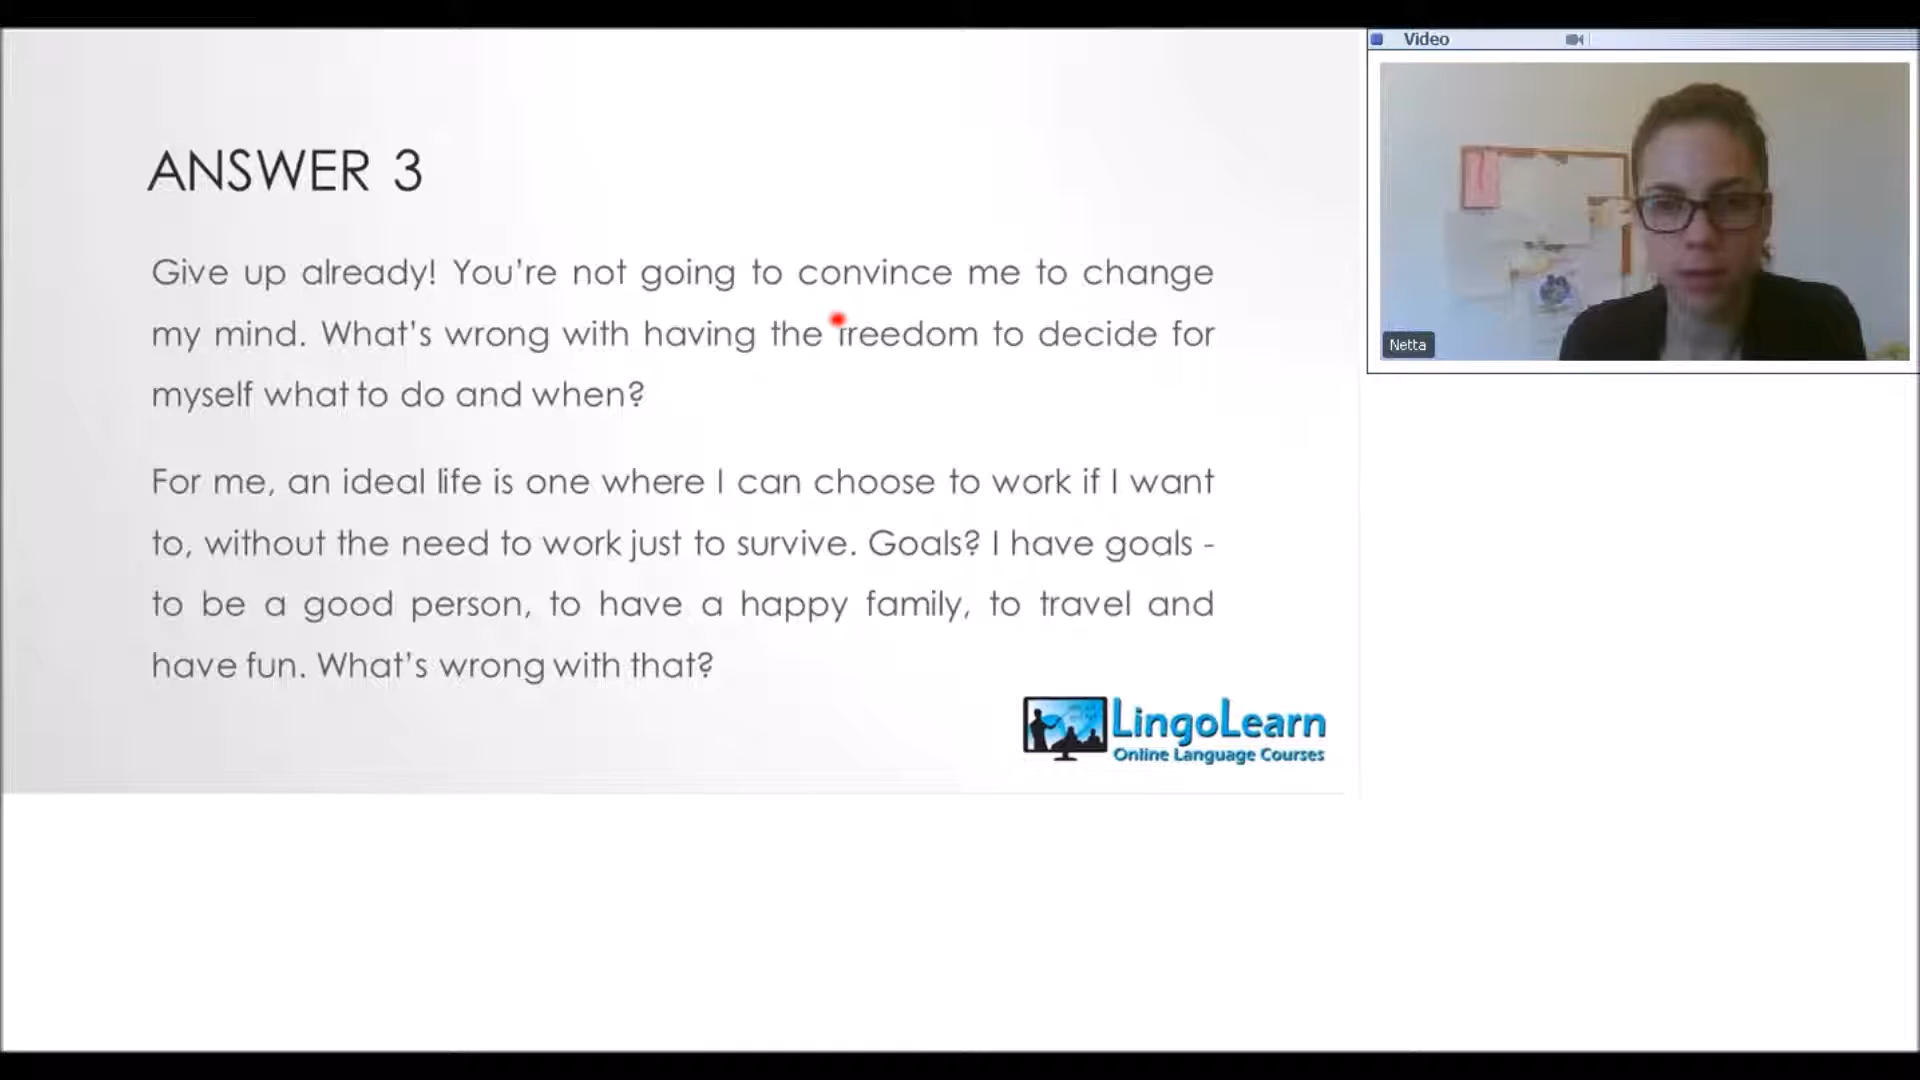 Video
Netta
ANSWER 3
Give up already! You're not going to convince me to change
my mind. What's wrong with having the freedom to decide for
myself what to do and when?
For me, an ideal life is one where I can choose to work if I want
to, without the need to work just to survive. Goals? I have goals -
to be a good person, to have a happy family, to travel and
have fun. What's wrong with that?
LingoLearn
Online Language Courses